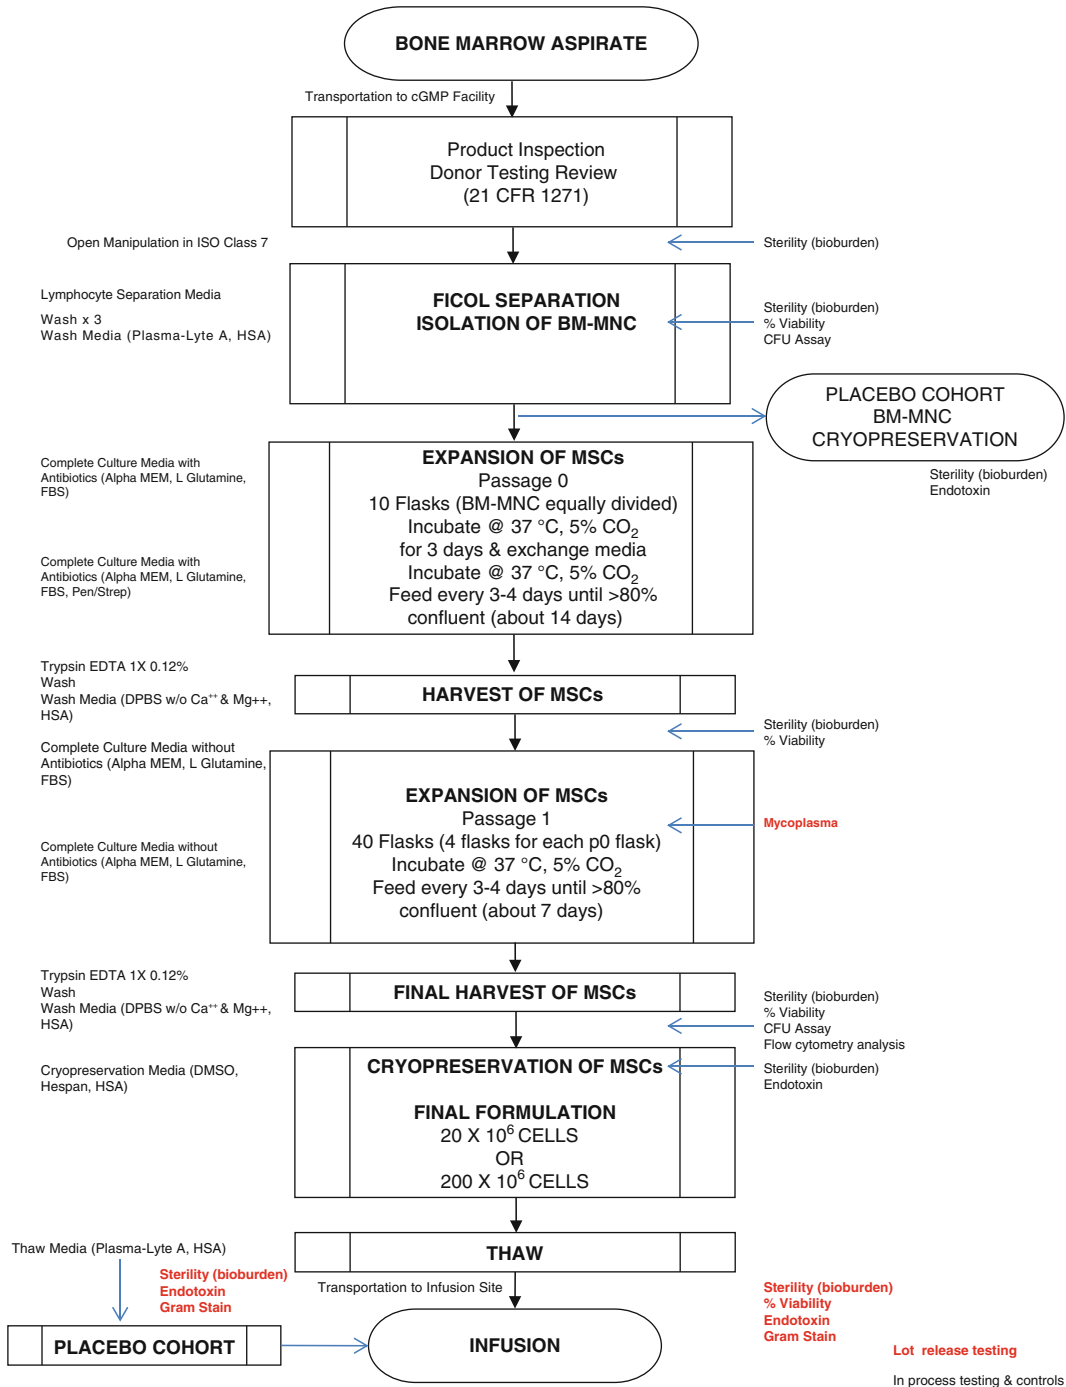 BONE MARROW ASPIRATE
Transportation to cGMP Facility
Product Inspection
Donor Testing Review
(21 CFR 1271)
Open Manipulation in ISO Class 7
Sterility (bioburden)
Lymphocyte Separation Media
Wash x 3
Wash Media (Plasma-Lyte A, HSA)
FICOL SEPARATION
ISOLATION OF BM-MNC
Sterility (bioburden)
% Viability
CFU Assay
PLACEBO COHORT
BM-MNC
CRYOPRESERVATION
Sterility (bioburden)
Endotoxin
Complete Culture Media with
Antibiotics (Alpha MEM, L Glutamine,
FBS)
Complete Culture Media with
Antibiotics (Alpha MEM, L Glutamine,
FBS, Pen/Strep)
EXPANSION OF MSCs
Passage 0
10 Flasks (BM-MNC equally divided)
Incubate @ 37 °C, 5% CO2
for 3 days & exchange media
Incubate @ 37 °C, 5% CO2
Feed every 3-4 days until >80%
confluent (about 14 days)
Trypsin EDTA 1X 0.12%
Wash
Wash Media (DPBS w/o Ca++ & Mg++,
HSA)
HARVEST OF MSCs
Sterility (bioburden)
% Viability
Complete Culture Media without
Antibiotics (Alpha MEM, L Glutamine,
FBS)
Complete Culture Media without
Antibiotics (Alpha MEM, L Glutamine,
FBS)
EXPANSION OF MSCs
Passage 1
40 Flasks (4 flasks for each p0 flask)
Incubate @ 37 °C, 5% CO2
Feed every 3-4 days until >80%
confluent (about 7 days)
Mycoplasma
Trypsin EDTA 1X 0.12%
Wash
Wash Media (DPBS w/o Ca++ & Mg++,
HSA)
FINAL HARVEST OF MSCs
Sterility (bioburden)
% Viability
CFU Assay
Flow cytometry analysis
Cryopreservation Media (DMSO,
Hespan, HSA)
CRYOPRESERVATION OF MSCs
FINAL FORMULATION
20 X 10^6 CELLS
OR
200 X 10^6 CELLS
Sterility (bioburden)
Endotoxin
THAW
Thaw Media (Plasma-Lyte A, HSA)
Sterility (bioburden)
Endotoxin
Gram Stain
Transportation to Infusion Site
Sterility (bioburden)
% Viability
Endotoxin
Gram Stain
PLACEBO COHORT
INFUSION
Lot release testing
In process testing & controls